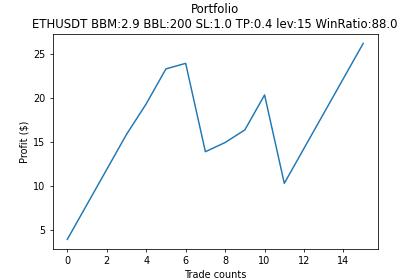 Portfolio
ETHUSDT BBM:2.9 BBL:200 SL:1.0 TP:0.4 lev:15 WinRatio:88.0
25
20
15
10
5
Profit ($)
0 2 4 6 8 10 12 14
Trade counts